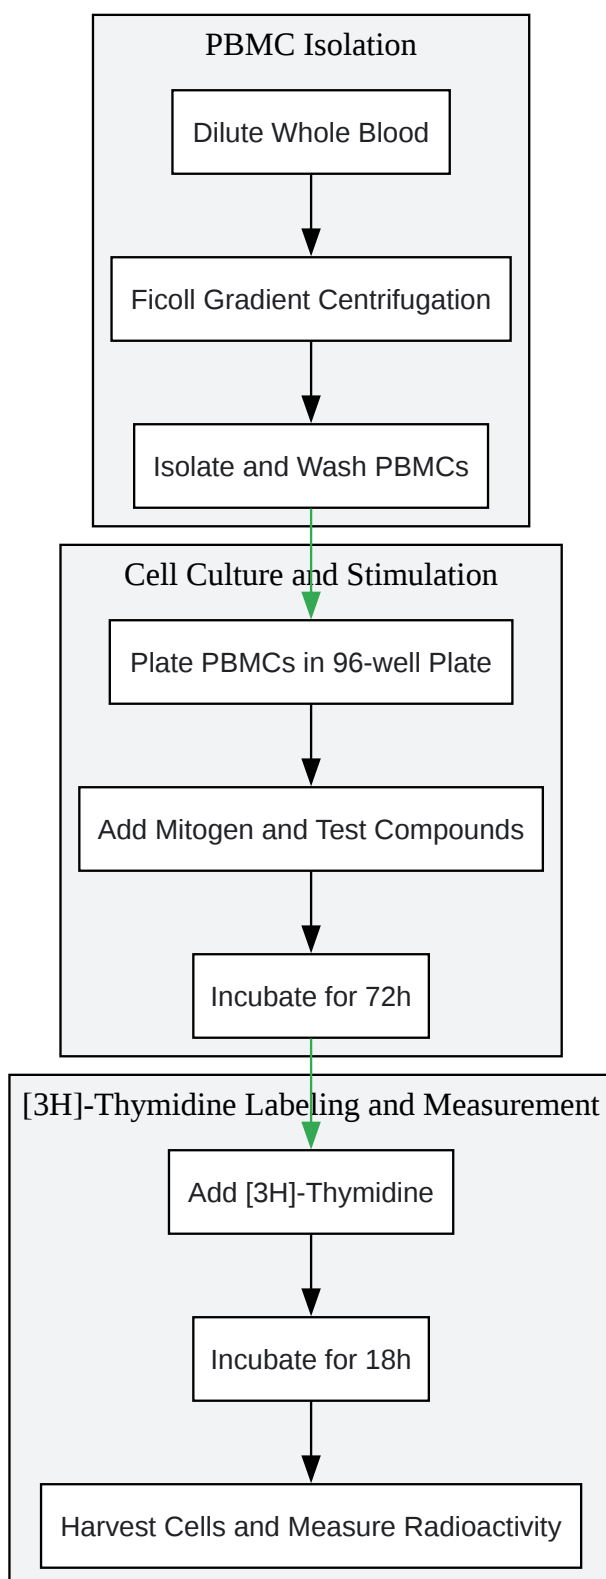 PBMC Isolation
Dilute Whole Blood
Ficoll Gradient Centrifugation
Isolate and Wash PBMCs
Cell Culture and Stimulation
Plate PBMCs in 96-well Plate
Add Mitogen and Test Compounds
Incubate for 72h
[3H]-Thymidine Labeling and Measurement
Add [3H]-Thymidine
Incubate for 18h
Harvest Cells and Measure Radioactivity